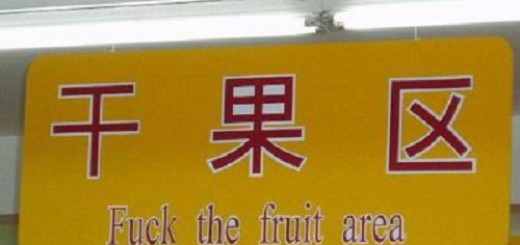 干果区
Fuck the fruit area